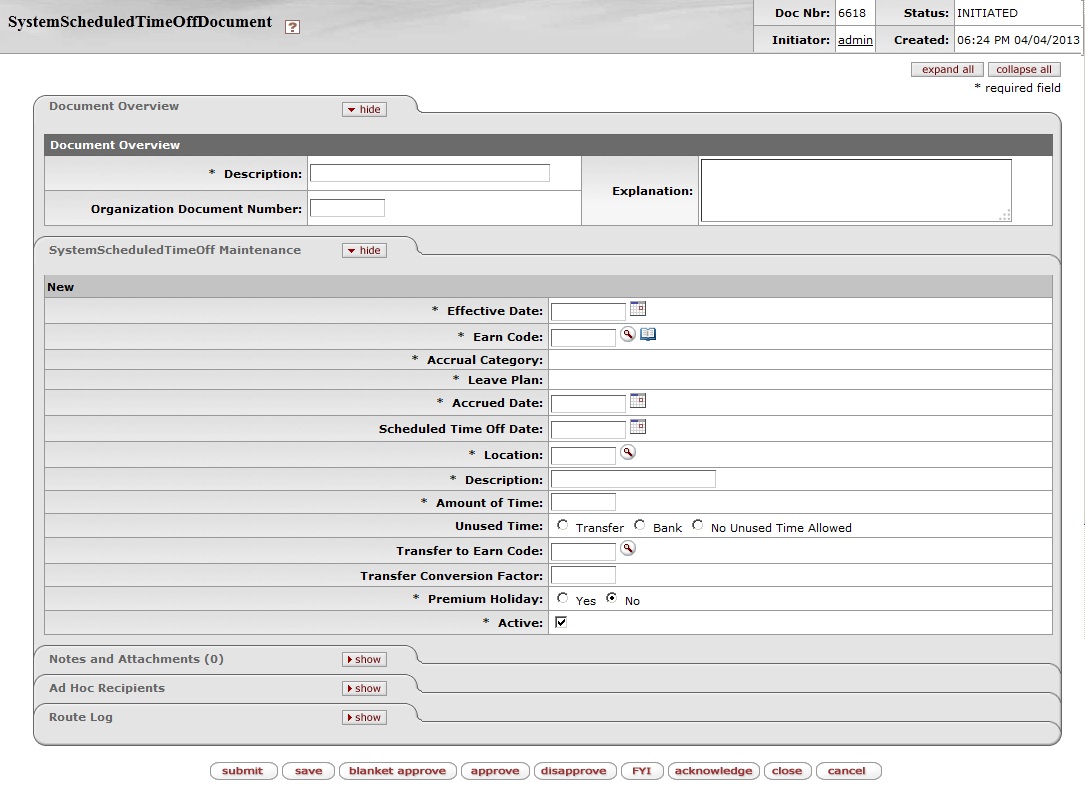 SystemScheduledTimeOffDocument ?
Doc Nbr: 6618 Status: INITIATED
Initiator: admin Created: 06:24 PM 04/04/2013
expand all collapse all
* required field
Document Overview hide
Document Overview
* Description:
Explanation:
Organization Document Number:
SystemScheduledTimeOff Maintenance hide
New
* Effective Date:
* Earn Code:
* Accrual Category:
* Leave Plan:
* Accrued Date:
Scheduled Time Off Date:
* Location:
* Description:
* Amount of Time:
Unused Time: Transfer Bank No Unused Time Allowed
Transfer to Earn Code:
Transfer Conversion Factor:
* Premium Holiday: Yes No
* Active:
Notes and Attachments (0) show
Ad Hoc Recipients show
Route Log show
submit save blanket approve approve disapprove FYI acknowledge close cancel